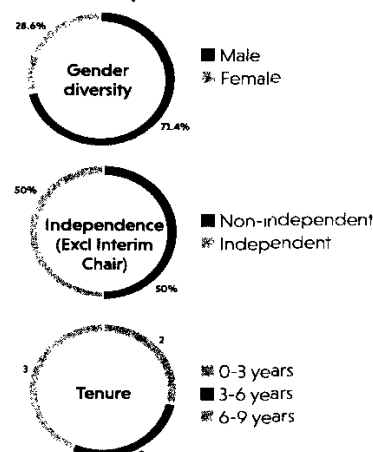 28.6%
Gender
diversity
71.4%
Male
Female
50%
Independence
(Excl Interim
Chair)
50%
Non-independent
Independent
2
3
Tenure
0-3 years
3-6 years
6-9 years